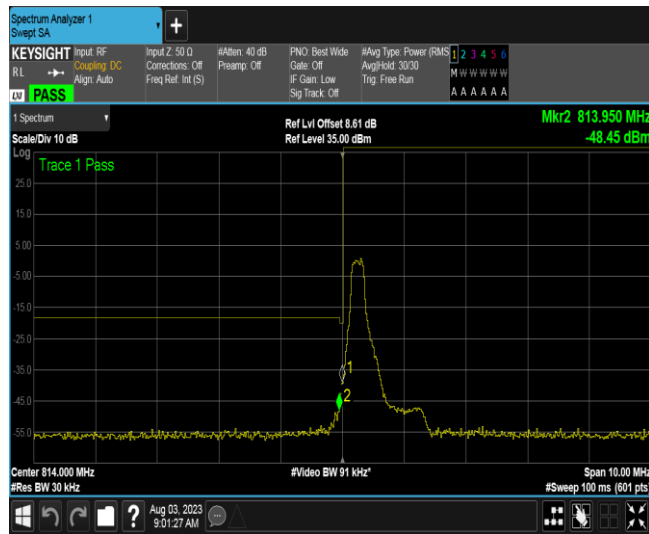 Spectrum Analyzer 1
Swept SA
+
KEYSIGHT
RL
LXI PASS
Input: RF
Coupling: DC
Align: Auto
Input Z: 50 Ω
Corrections: Off
Freq Ref: Int (S)
#Atten: 40 dB
Preamp: Off
PNO: Best Wide
Gate: Off
IF Gain: Low
Sig Track: Off
#Avg Type: Power (RMS
Avg|Hold: 30/30
Trig: Free Run
1 2 3 4 5 6
M W W W W W
A A A A A A
1 Spectrum
Scale/Div 10 dB
Ref Lvl Offset 8.61 dB
Ref Level 35.00 dBm
Mkr2 813.950 MHz
-48.45 dBm
Log
Trace 1 Pass
25.0
15.0
5.00
-5.00
-15.0
-25.0
-35.0
-45.0
-55.0
1
2
Center 814.000 MHz
#Res BW 30 kHz
#Video BW 91 kHz*
Span 10.00 MHz
#Sweep 100 ms (601 pts)
?
Aug 03, 2023
9:01:27 AM